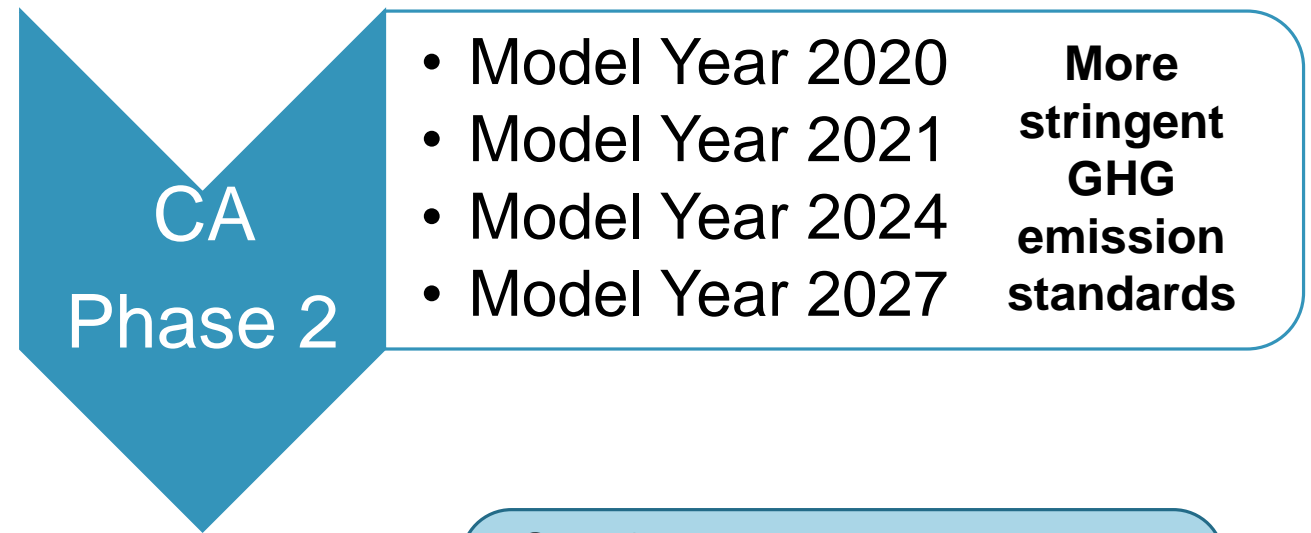 CA
Phase 2
• Model Year 2020
• Model Year 2021
• Model Year 2024
• Model Year 2027
More
stringent
GHG
emission
standards